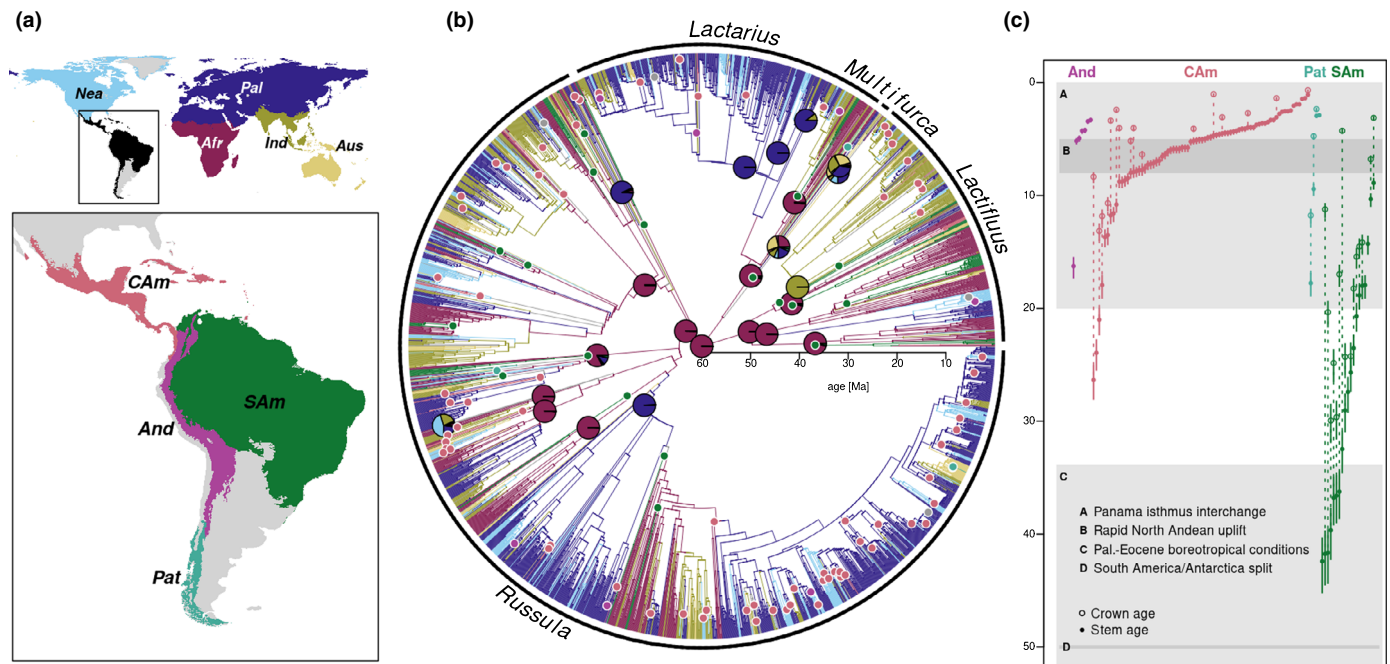 (a)
Nea
Pal
Afr
Ind
Aus
CAm
SAm
And
Pat
(b)
Lactarius
Multifurca
Lactifluus
Russula
60 50 40 30 20 10
age [Ma]
(c)
And CAm Pat SAm
0
A
B
10
20
30
C
A Panama isthmus interchange
B Rapid North Andean uplift
40
C Pal.-Eocene boreotropical conditions
D South America/Antarctica split
Crown age
Stem age
50
D